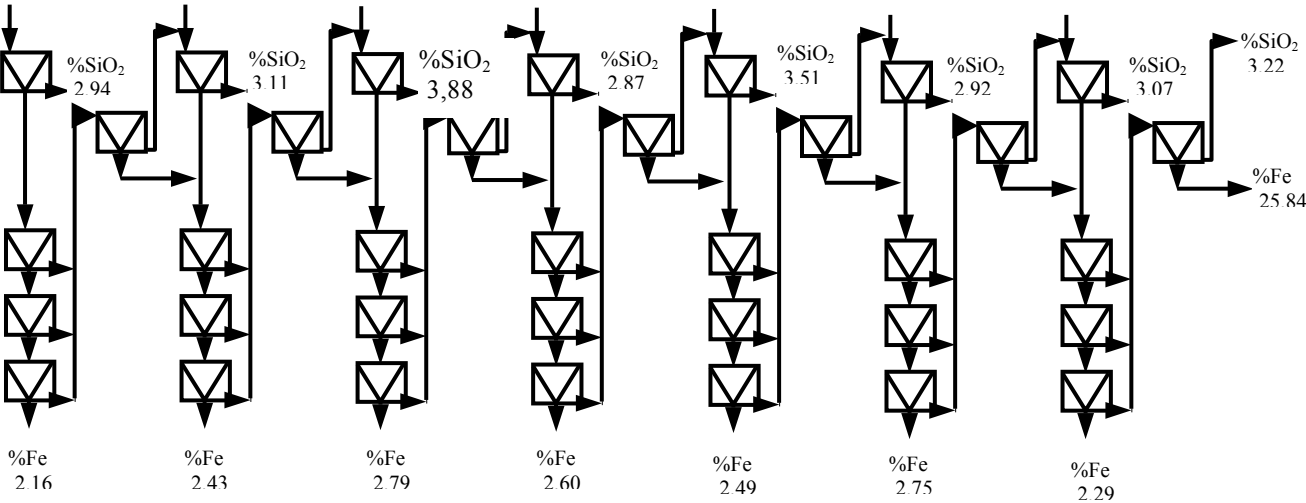 %SiO₂
2.94
%SiO₂
3.11
%SiO₂
3,88
%SiO₂
2.87
%SiO₂
3.51
%SiO₂
2.92
%SiO₂
3.07
%SiO₂
3.22
%Fe
25.84
%Fe
2.16
%Fe
2.43
%Fe
2.79
%Fe
2.60
%Fe
2.49
%Fe
2.75
%Fe
2.29